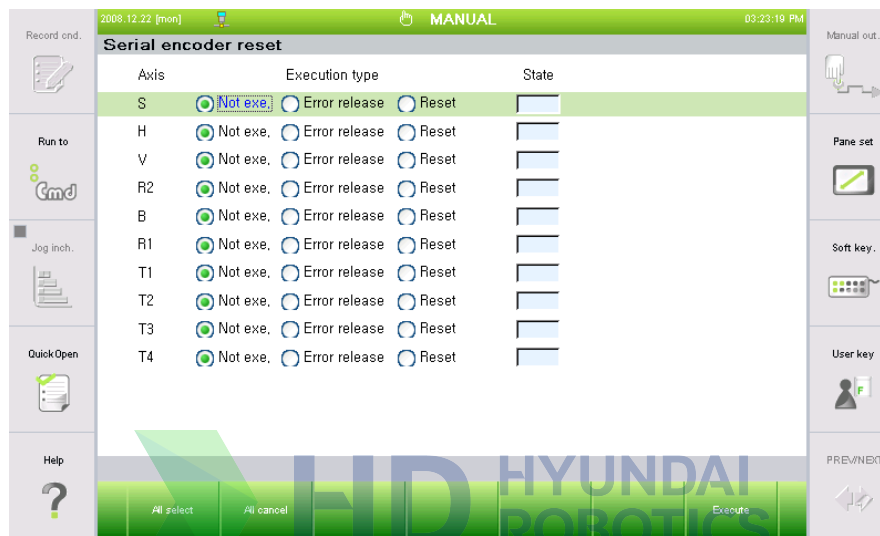 2008.12.22 [mon] MANUAL 03:23:19 PM
Serial encoder reset
Record cnd.
Run to
Cmd
Jog inch.
Quick Open
Help
?
Axis Execution type State
S Not exe, Error release Reset
H Not exe, Error release Reset
V Not exe, Error release Reset
R2 Not exe, Error release Reset
B Not exe, Error release Reset
R1 Not exe, Error release Reset
T1 Not exe, Error release Reset
T2 Not exe, Error release Reset
T3 Not exe, Error release Reset
T4 Not exe, Error release Reset
Manual out.
Pane set
Soft key.
User key
F
PREV/NEXT
HD HYUNDAI
ROBOTICS
All select All cancel Execute